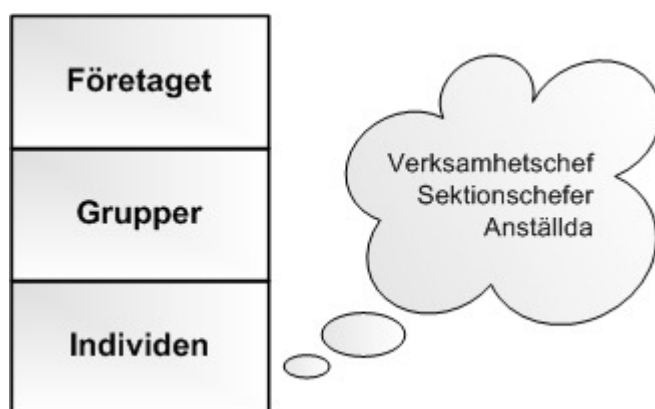 Företaget
Grupper
Individen
Verksamhetschef
Sektionschefer
Anställda